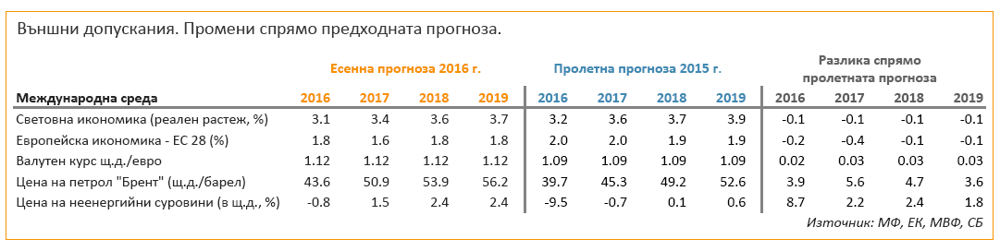 Външни допускания. Промени спрямо предходната прогноза.
Есенна прогноза 2016 г. Пролетна прогноза 2015 г. Разлика спрямо
пролетната прогноза
Международна среда 2016 2017 2018 2019 2016 2017 2018 2019 2016 2017 2018 2019
Световна икономика (реален растеж, %) 3.1 3.4 3.6 3.7 3.2 3.6 3.7 3.9 -0.1 -0.1 -0.1 -0.1
Европейска икономика - ЕС 28 (%) 1.8 1.6 1.8 1.8 2.0 2.0 1.9 1.9 -0.2 -0.4 -0.1 -0.1
Валутен курс щ.д./евро 1.12 1.12 1.12 1.12 1.09 1.09 1.09 1.09 0.02 0.03 0.03 0.03
Цена на петрол "Брент" (щ.д./барел) 43.6 50.9 53.9 56.2 39.7 45.3 49.2 52.6 3.9 5.6 4.7 3.6
Цена на неенергийни суровини (в щ.д., %) -0.8 1.5 2.4 2.4 -9.5 -0.7 0.1 0.6 8.7 2.2 2.4 1.8
Източник: МФ, ЕК, МВФ, СБ